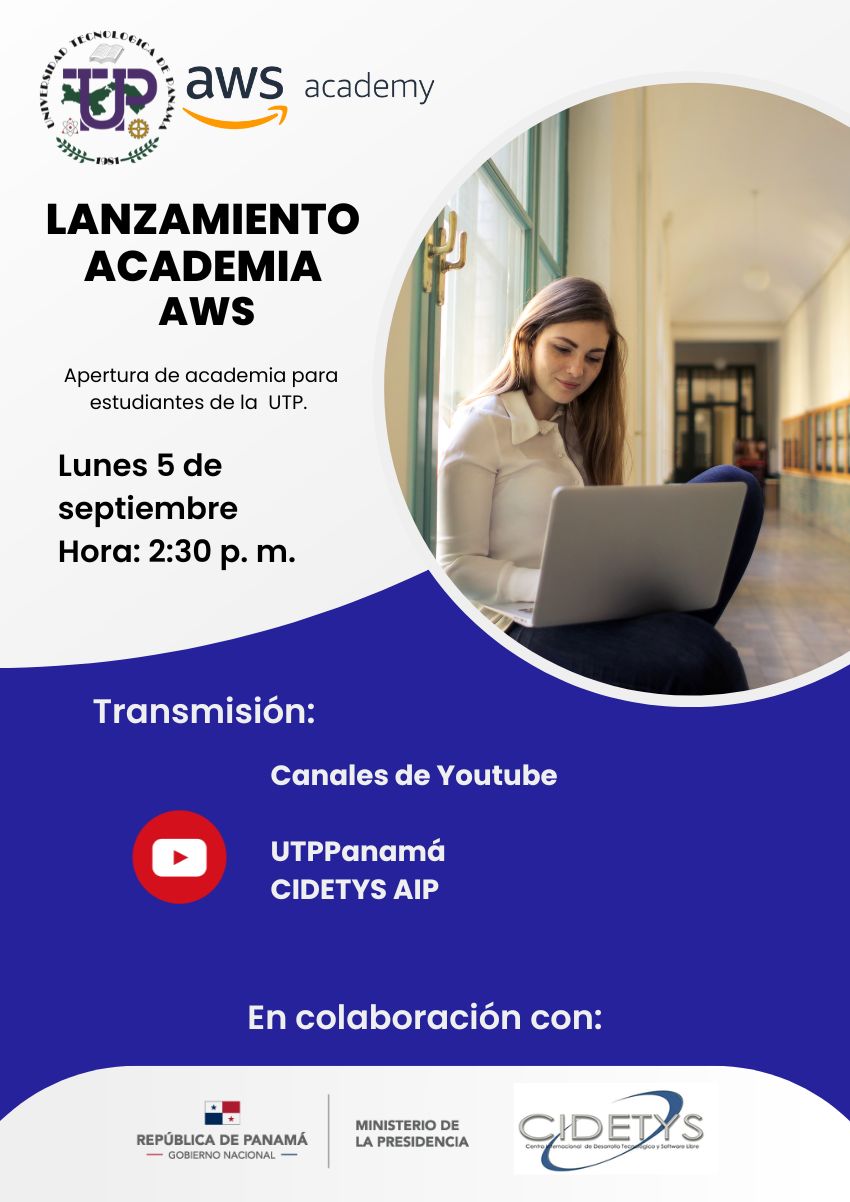 UNIVERSIDAD TECNOLÓGICA DE PANAMÁ
UTP
1981
aws academy
LANZAMIENTO
ACADEMIA
AWS
Apertura de academia para
estudiantes de la UTP.
Lunes 5 de
septiembre
Hora: 2:30 p. m.
Transmisión:
Canales de Youtube
UTPPanamá
CIDETYS AIP
En colaboración con:
REPÚBLICA DE PANAMÁ
GOBIERNO NACIONAL
MINISTERIO DE
LA PRESIDENCIA
CIDETYS
Centro Internacional de Desarrollo Tecnológico y Software Libre